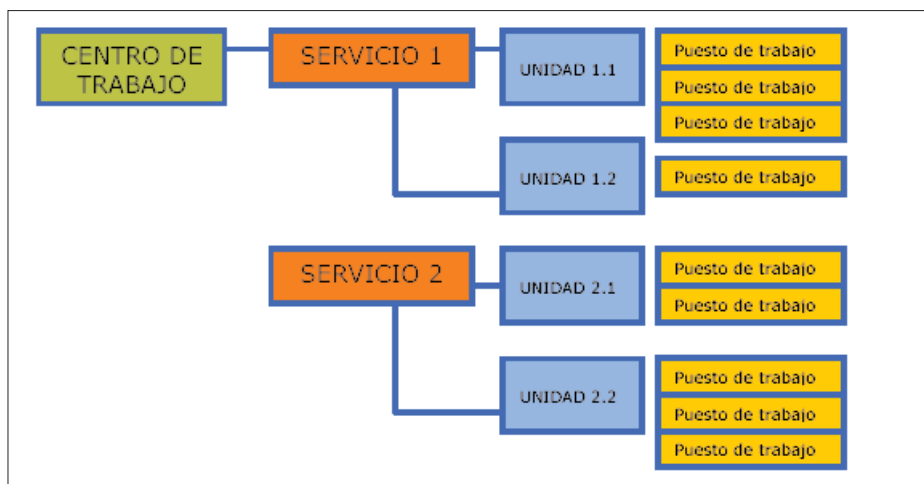 CENTRO DE
TRABAJO
SERVICIO 1
UNIDAD 1.1
Puesto de trabajo
Puesto de trabajo
Puesto de trabajo
UNIDAD 1.2
Puesto de trabajo
SERVICIO 2
UNIDAD 2.1
Puesto de trabajo
Puesto de trabajo
UNIDAD 2.2
Puesto de trabajo
Puesto de trabajo
Puesto de trabajo